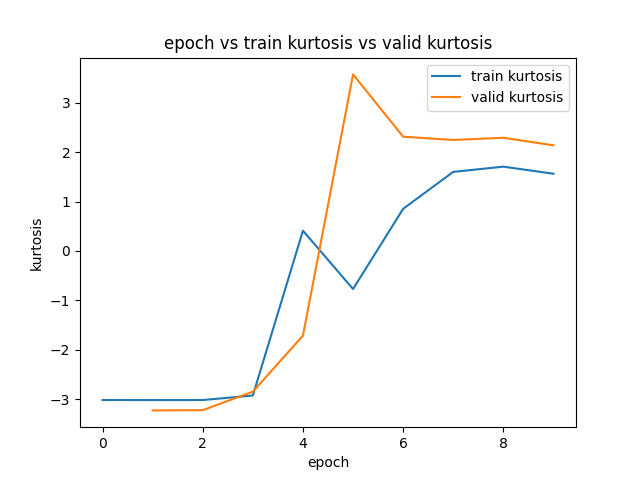 epoch vs train kurtosis vs valid kurtosis
train kurtosis
valid kurtosis
3
2
1
0
−1
−2
−3
kurtosis
0 2 4 6 8
epoch